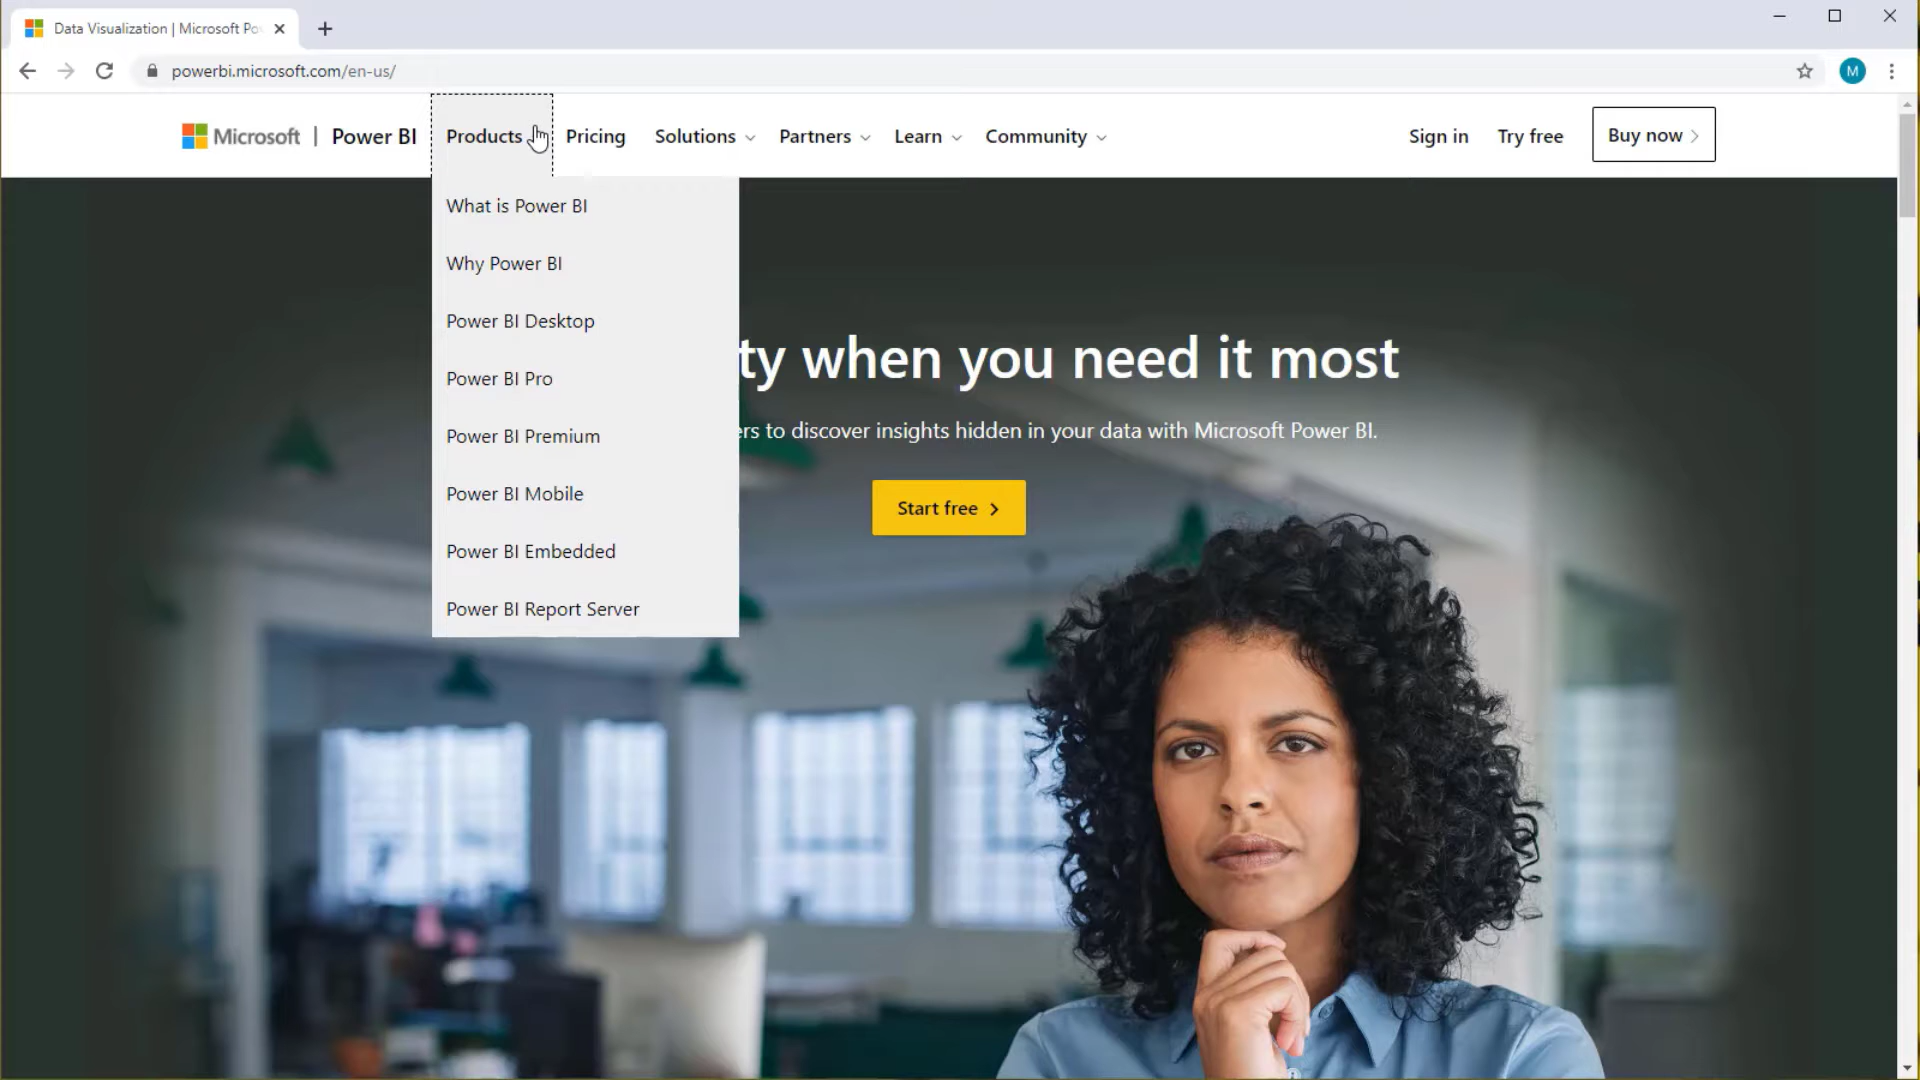 Data Visualization | Microsoft Po
powerbi.microsoft.com/en-us/
M
Microsoft | Power BI
Products
Pricing
Solutions
Partners
Learn
Community
Sign in
Try free
Buy now
What is Power BI
Why Power BI
Power BI Desktop
Power BI Pro
Power BI Premium
Power BI Mobile
Power BI Embedded
Power BI Report Server
ty when you need it most
ers to discover insights hidden in your data with Microsoft Power BI.
Start free